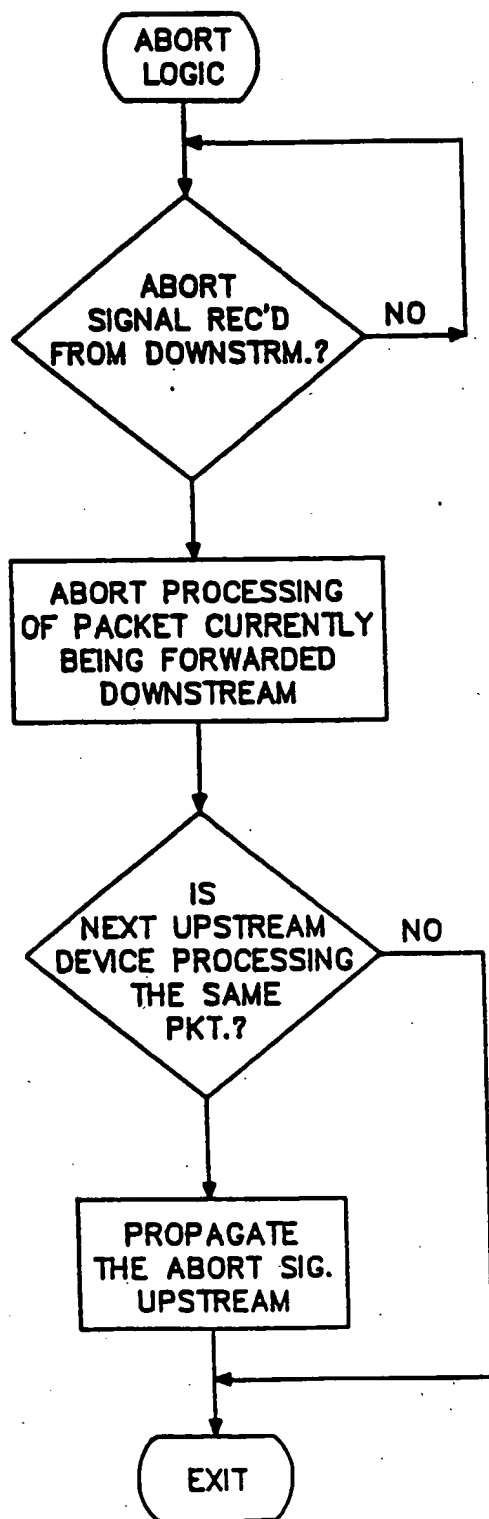 ABORT
LOGIC
ABORT
SIGNAL REC'D
FROM DOWNSTRM.?
NO
ABORT PROCESSING
OF PACKET CURRENTLY
BEING FORWARDED
DOWNSTREAM
IS
NEXT UPSTREAM
DEVICE PROCESSING
THE SAME
PKT.?
NO
PROPAGATE
THE ABORT SIG.
UPSTREAM
EXIT